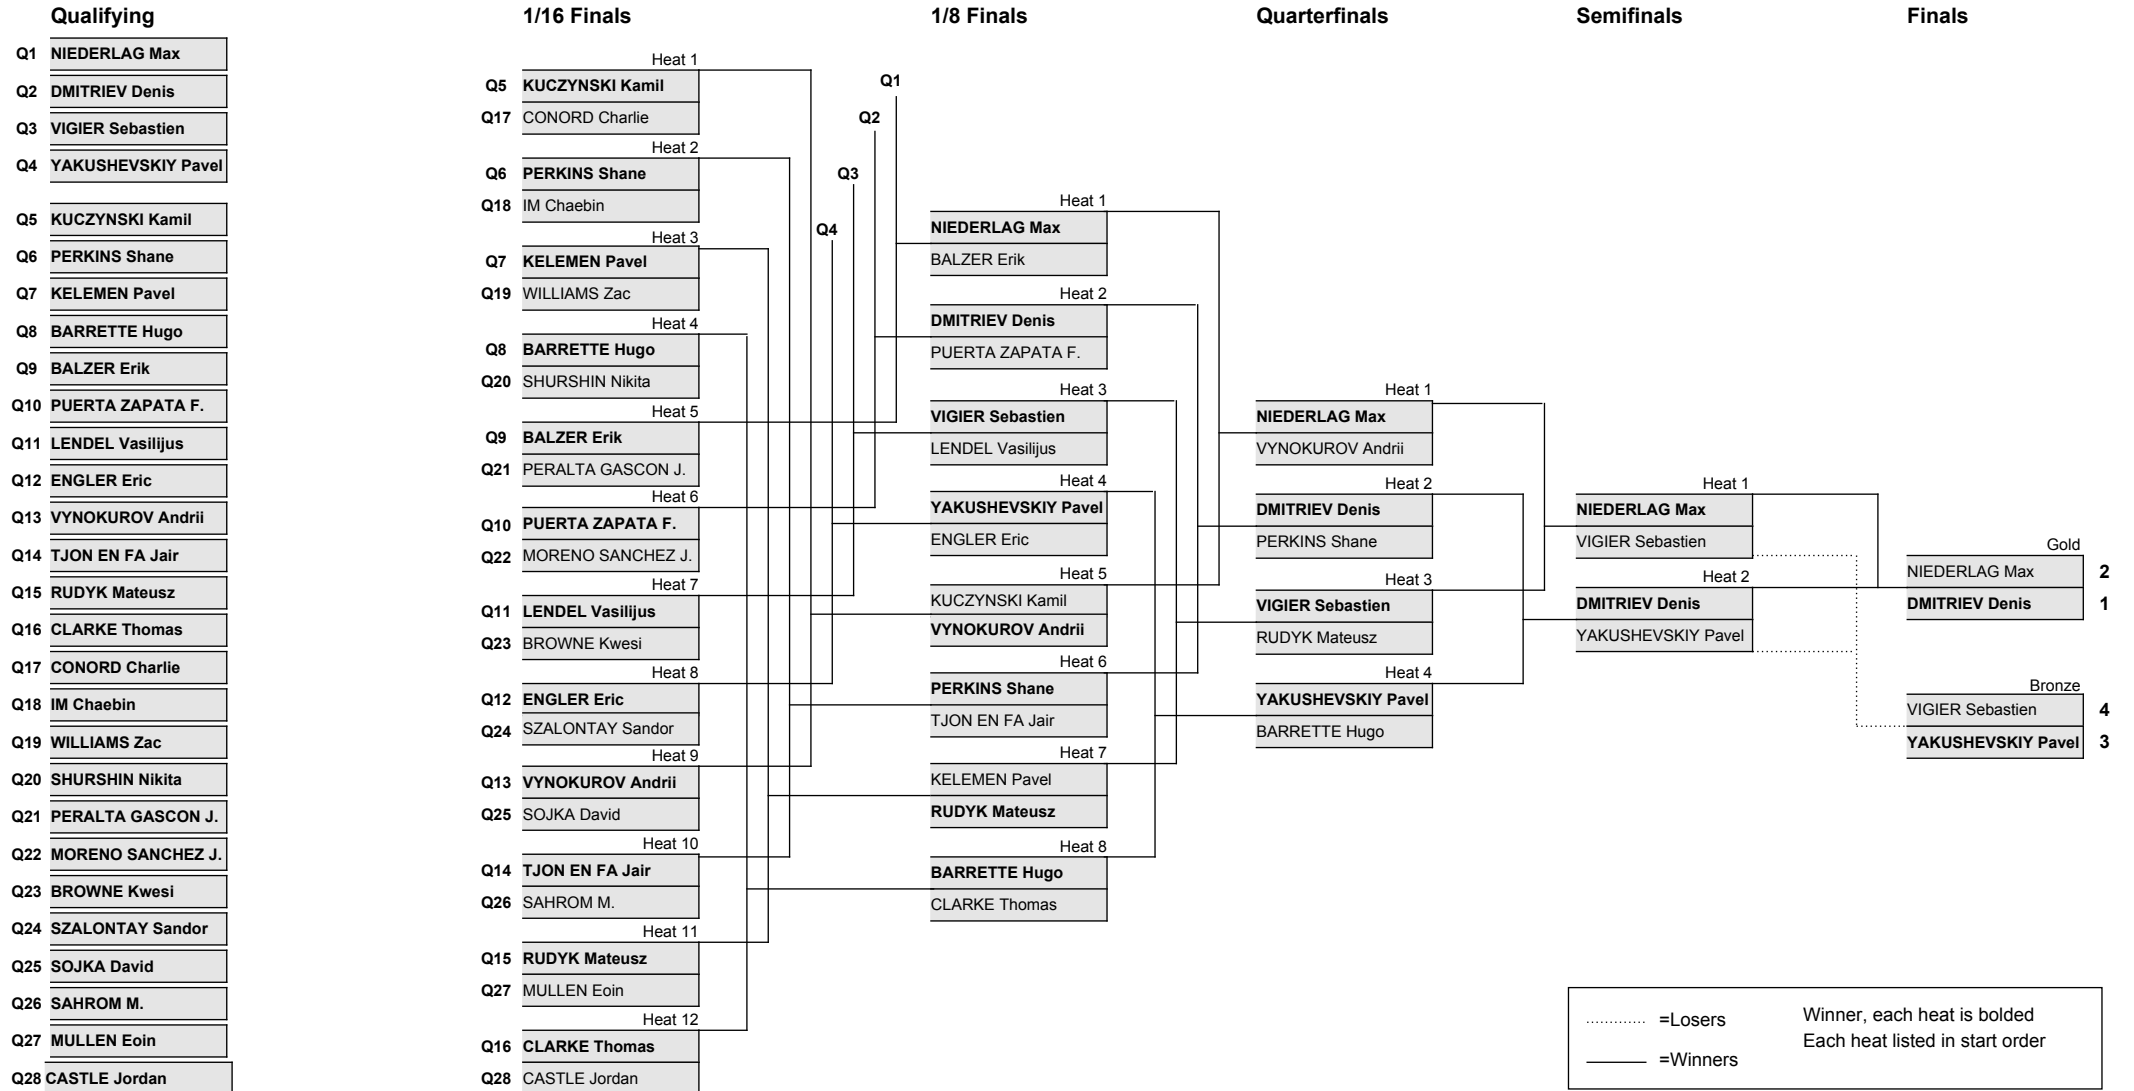 Qualifying
Q1 NIEDERLAG Max
Q2 DMITRIEV Denis
Q3 VIGIER Sebastien
Q4 YAKUSHEVSKIY Pavel
Q5 KUCZYNSKI Kamil
Q6 PERKINS Shane
Q7 KELEMEN Pavel
Q8 BARRETTE Hugo
Q9 BALZER Erik
Q10 PUERTA ZAPATA F.
Q11 LENDEL Vasilijus
Q12 ENGLER Eric
Q13 VYNOKUROV Andrii
Q14 TJON EN FA Jair
Q15 RUDYK Mateusz
Q16 CLARKE Thomas
Q17 CONORD Charlie
Q18 IM Chaebin
Q19 WILLIAMS Zac
Q20 SHURSHIN Nikita
Q21 PERALTA GASCON J.
Q22 MORENO SANCHEZ J.
Q23 BROWNE Kwesi
Q24 SZALONTAY Sandor
Q25 SOJKA David
Q26 SAHROM M.
Q27 MULLEN Eoin
Q28 CASTLE Jordan
1/16 Finals
Heat 1
Q5 KUCZYNSKI Kamil
Q17 CONORD Charlie
Heat 2
Q6 PERKINS Shane
Q18 IM Chaebin
Heat 3
Q7 KELEMEN Pavel
Q19 WILLIAMS Zac
Heat 4
Q8 BARRETTE Hugo
Q20 SHURSHIN Nikita
Heat 5
Q9 BALZER Erik
Q21 PERALTA GASCON J.
Heat 6
Q10 PUERTA ZAPATA F.
Q22 MORENO SANCHEZ J.
Heat 7
Q11 LENDEL Vasilijus
Q23 BROWNE Kwesi
Heat 8
Q12 ENGLER Eric
Q24 SZALONTAY Sandor
Heat 9
Q13 VYNOKUROV Andrii
Q25 SOJKA David
Heat 10
Q14 TJON EN FA Jair
Q26 SAHROM M.
Heat 11
Q15 RUDYK Mateusz
Q27 MULLEN Eoin
Heat 12
Q16 CLARKE Thomas
Q28 CASTLE Jordan
1/8 Finals
Q1
Q2
Q3
Q4
Heat 1
NIEDERLAG Max
BALZER Erik
Heat 2
DMITRIEV Denis
PUERTA ZAPATA F.
Heat 3
VIGIER Sebastien
LENDEL Vasilijus
Heat 4
YAKUSHEVSKIY Pavel
ENGLER Eric
Heat 5
KUCZYNSKI Kamil
VYNOKUROV Andrii
Heat 6
PERKINS Shane
TJON EN FA Jair
Heat 7
KELEMEN Pavel
RUDYK Mateusz
Heat 8
BARRETTE Hugo
CLARKE Thomas
Quarterfinals
Heat 1
NIEDERLAG Max
VYNOKUROV Andrii
Heat 2
DMITRIEV Denis
PERKINS Shane
Heat 3
VIGIER Sebastien
RUDYK Mateusz
Heat 4
YAKUSHEVSKIY Pavel
BARRETTE Hugo
Semifinals
Heat 1
NIEDERLAG Max
VIGIER Sebastien
Heat 2
DMITRIEV Denis
YAKUSHEVSKIY Pavel
Finals
Gold
NIEDERLAG Max 2
DMITRIEV Denis 1
Bronze
VIGIER Sebastien 4
YAKUSHEVSKIY Pavel 3
=Losers
=Winners
Winner, each heat is bolded
Each heat listed in start order